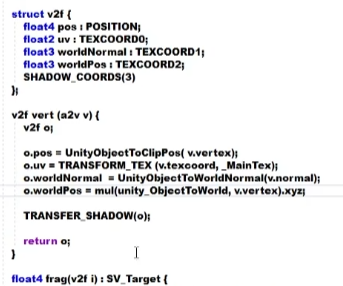 struct v2f {
float4 pos : POSITION;
float2 uv : TEXCOORD0;
float3 worldNormal : TEXCOORD1;
float3 worldPos : TEXCOORD2;
SHADOW_COORDS(3)
};
v2f vert (a2v v) {
v2f o;
o.pos = UnityObjectToClipPos( v.vertex);
o.uv = TRANSFORM_TEX (v.texcoord, _MainTex);
o.worldNormal = UnityObjectToWorldNormal(v.normal);
o.worldPos = mul(unity_ObjectToWorld, v.vertex).xyz;
TRANSFER_SHADOW(o);
return o;
}
float4 frag(v2f i) : SV_Target {